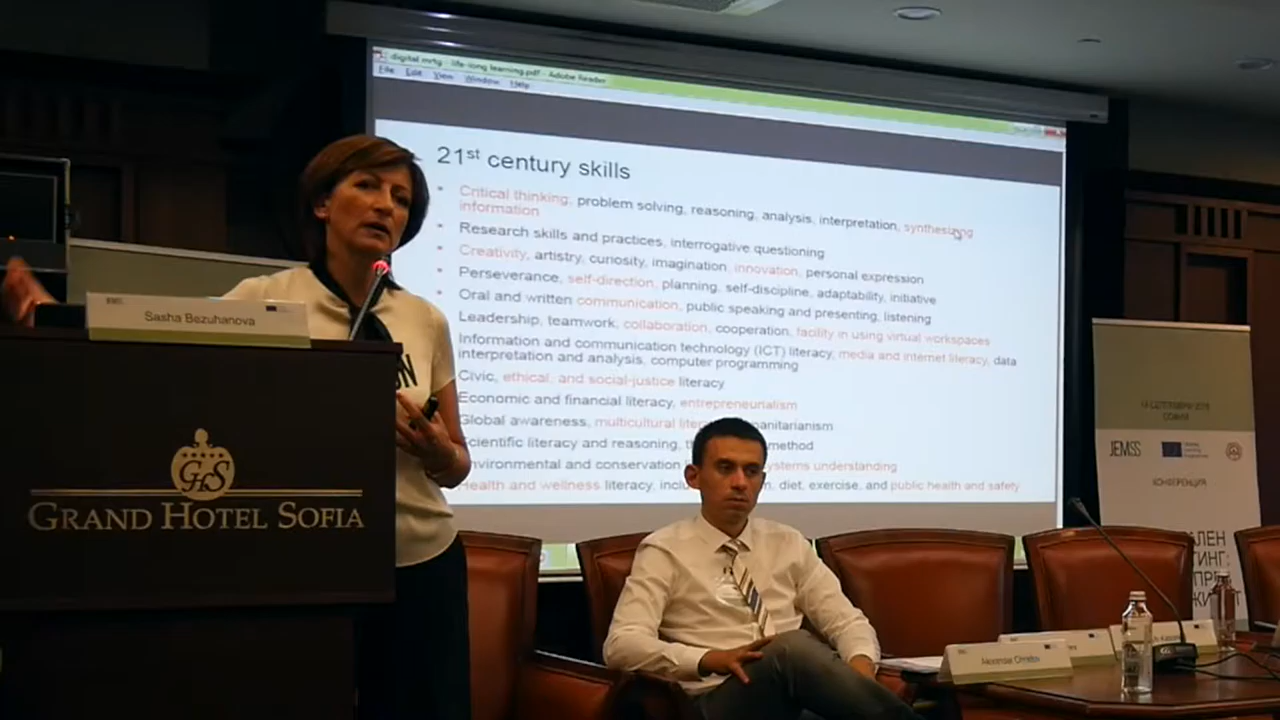 digital mrtg - life-long learning.pdf - Adobe Reader
File Edit View Window Help
21st century skills
Critical thinking, problem solving, reasoning, analysis, interpretation, synthesizing
information
Research skills and practices, interrogative questioning
Creativity, artistry, curiosity, imagination, innovation, personal expression
Perseverance, self-direction, planning, self-discipline, adaptability, initiative
Oral and written communication, public speaking and presenting, listening
Leadership, teamwork, collaboration, cooperation, facility in using virtual workspaces
Information and communication technology (ICT) literacy, media and internet literacy, data
interpretation and analysis, computer programming
Civic, ethical, and social-justice literacy
Economic and financial literacy, entrepreneurialism
Global awareness, multicultural
Scientific literacy and reasoning, method
Environmental and conservation systems understanding
Health and wellness literacy, diet, exercise, and public health and safety
Sasha Bezuhanova
GHS
GRAND HOTEL SOFIA
СОФИЯ
JEMSS
КОНФЕРЕНЦИЯ